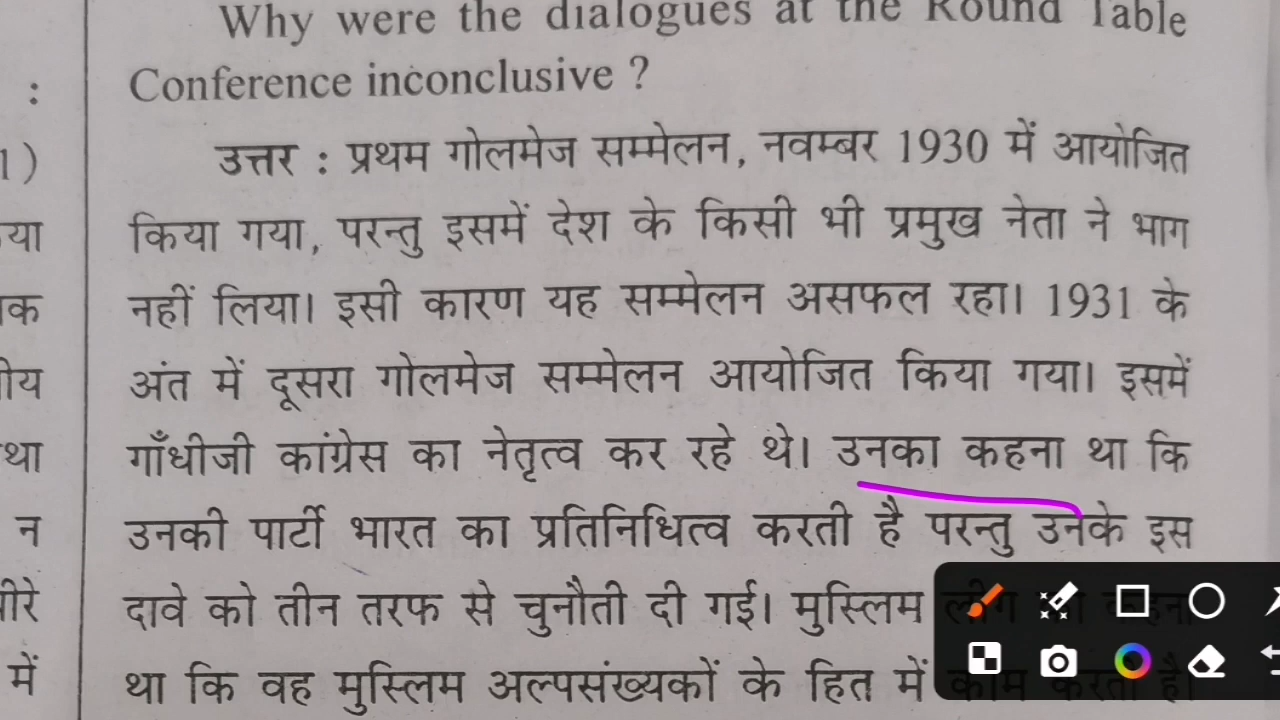 Why were the dialogues at the Round Table
Conference inconclusive ?
:
1)
उत्तर : प्रथम गोलमेज सम्मेलन, नवम्बर 1930 में आयोजित
या
किया गया, परन्तु इसमें देश के किसी भी प्रमुख नेता ने भाग
क
नहीं लिया। इसी कारण यह सम्मेलन असफल रहा। 1931 के
ीय
अंत में दूसरा गोलमेज सम्मेलन आयोजित किया गया। इसमें
था
गाँधीजी कांग्रेस का नेतृत्व कर रहे थे। उनका कहना था कि
न
उनकी पार्टी भारत का प्रतिनिधित्व करती है परन्तु उनके इस
ीरे
दावे को तीन तरफ से चुनौती दी गई। मुस्लिम लीग का कहना
में
था कि वह मुस्लिम अल्पसंख्यकों के हित में काम करती है।